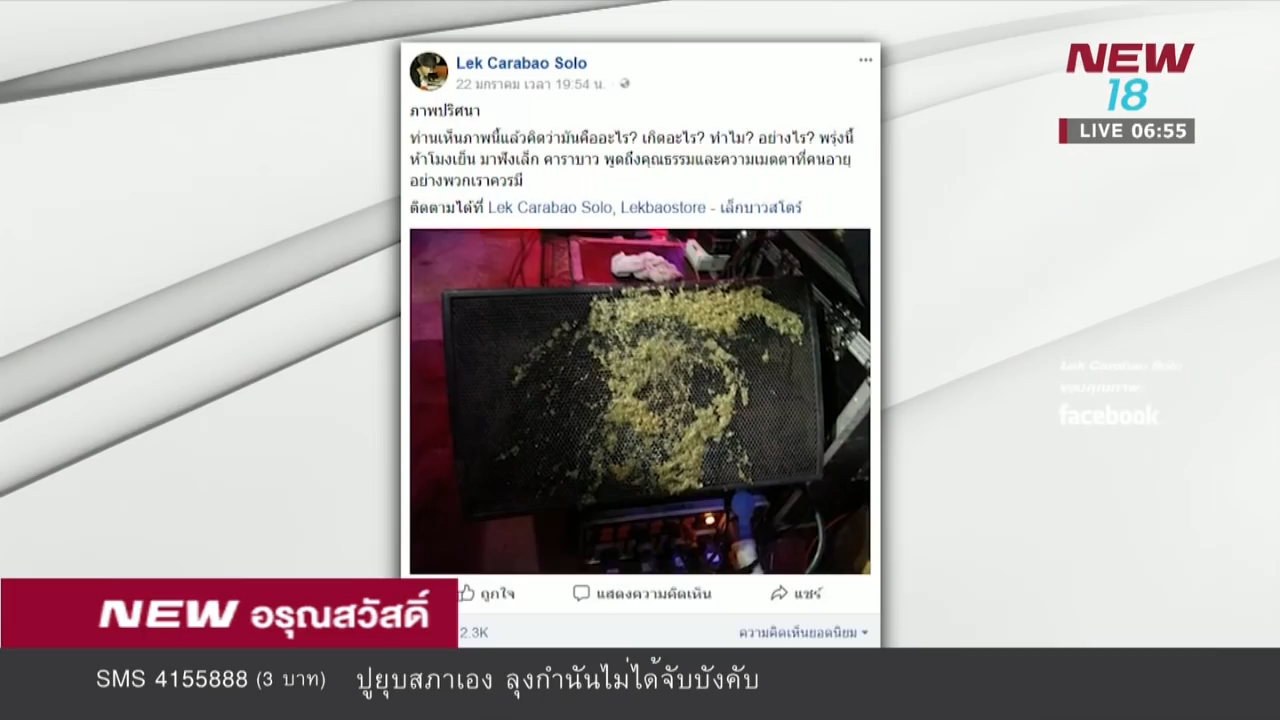 Lek Carabao Solo
22 มกราคม เวลา 19:54 น.
ภาพปริศนา
ท่านเห็นภาพนี้แล้วคิดว่ามันคืออะไร? เกิดอะไร? ทำไม? อย่างไร? พรุ่งนี้
ห้าโมงเย็น มาฟังเล็ก คาราบาว พูดถึงคุณธรรมและความเมตตาที่คนอายุ
อย่างพวกเราควรมี
ติดตามได้ที่ Lek Carabao Solo, Lekbaostore - เล็กบาวสโตร์
NEW
18
LIVE 06:55
Lek Carabao Solo
ขอบคุณภาพ
facebook
ถูกใจ แสดงความคิดเห็น แชร์
2.3K ความคิดเห็นยอดนิยม
NEW อรุณสวัสดิ์
SMS 4155888 (3 บาท) ปูยุบสภาเอง ลุงกำนันไม่ได้จับบังคับ